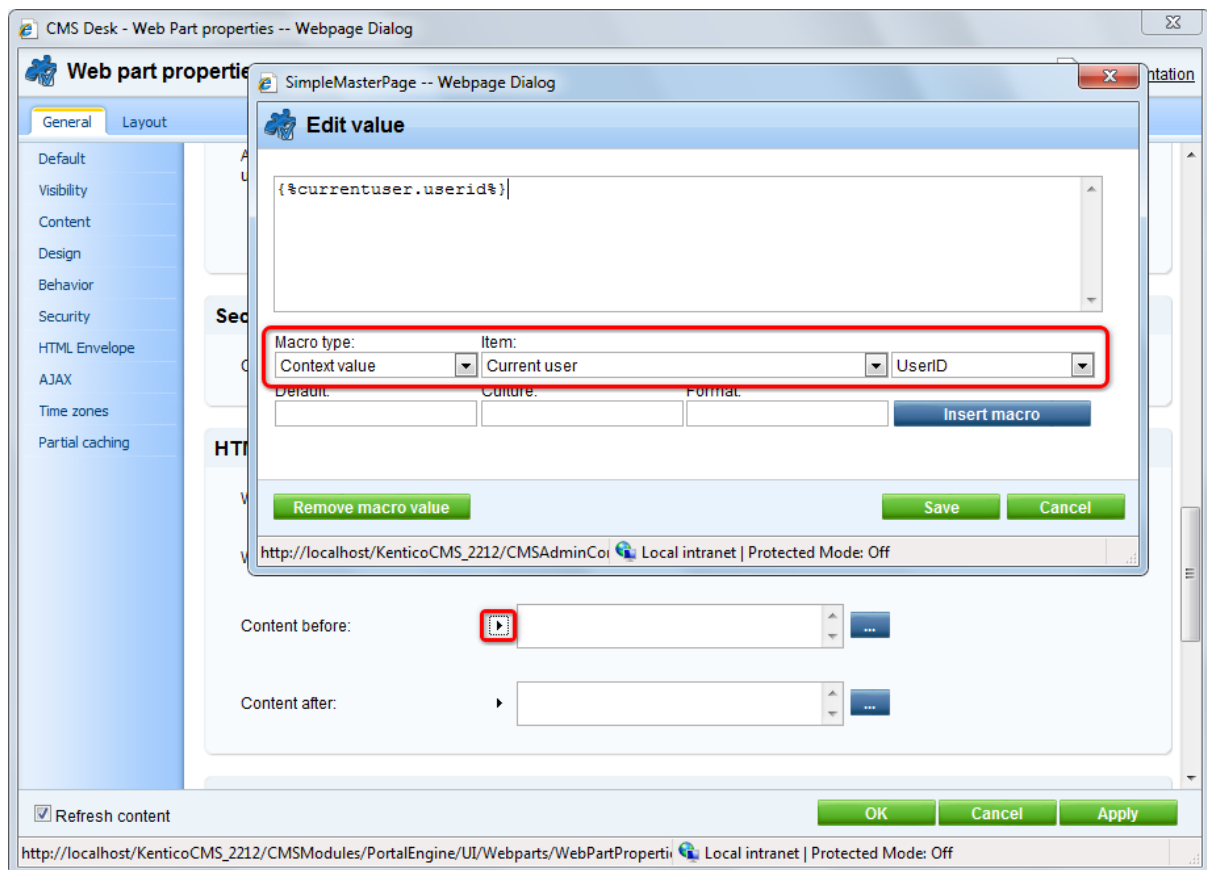 CMS Desk - Web Part properties -- Webpage Dialog
Web part propertie
ntation
General Layout
Default
Visibility
Content
Design
Behavior
Security
HTML Envelope
AJAX
Time zones
Partial caching
SimpleMasterPage -- Webpage Dialog
Edit value
{%currentuser.userid%}
Macro type: Item:
Context value Current user UserID
Default: Culture: Format:
Insert macro
Remove macro value Save Cancel
http://localhost/KenticoCMS_2212/CMSAdminCo Local intranet | Protected Mode: Off
Sec
HT
Content before: ...
Content after: ...
Refresh content OK Cancel Apply
http://localhost/KenticoCMS_2212/CMSModules/PortalEngine/UI/Webparts/WebPartProperti Local intranet | Protected Mode: Off